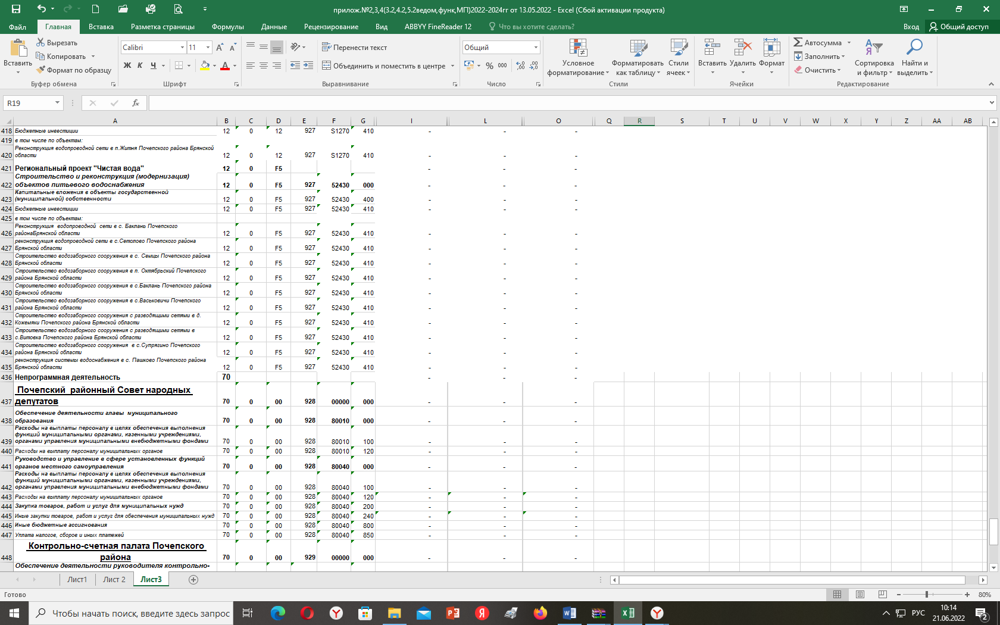 прилож.№2,3,4(3.2,4.2,5.2ведом,функ,МП)2022-2024гг от 13.05.2022 - Excel (Сбой активации продукта)
Файл Главная Вставка Разметка страницы Формулы Данные Рецензирование Вид ABBYY FineReader 12 Что вы хотите сделать? Вход Общий доступ
Вставить
Вырезать
Копировать
Формат по образцу
Буфер обмена
Calibri 11
Ж К Ч
Шрифт
Перенести текст
Объединить и поместить в центре
Выравнивание
Общий
% 000
Число
Условное форматирование
Форматировать как таблицу
Стили ячеек
Стили
Вставить Удалить Формат
Ячейки
Автосумма
Заполнить
Очистить
Сортировка и фильтр
Найти и выделить
Редактирование
R19 fx
A B C D E F G I L O Q R S T U V W X Y Z AA AB
418 Бюджетные инвестиции 12 0 12 927 S1270 410 - - -
419 в том числе по объектам:
Реконструкция водопроводной сети в п.Житня Почепского района Брянской
420 области 12 0 12 927 S1270 410 - - -
421 Региональный проект "Чистая вода" 12 0 F5 - - -
Строительство и реконструкция (модернизация)
422 объектов питьевого водоснабжения 12 0 F5 927 52430 000 - - -
Капитальные вложения в объекты государственной
423 (муниципальной) собственности 12 0 F5 927 52430 400 - - -
424 Бюджетные инвестиции 12 0 F5 927 52430 410 - - -
425 в том числе по объектам:
Реконструкция водопроводной сети в с. Баклань Почепского
426 районаБрянской области 12 0 F5 927 52430 410 - - -
реконструкция водопроводной сети в с.Сетолово Почепского района
427 Брянской области 12 0 F5 927 52430 410 - - -
Строительство водозаборного сооружения в с. Семцы Почепского района
428 Брянской области 12 0 F5 927 52430 410 - - -
Строительство водозаборного сооружения в п. Октябрьский Почепского
429 района Брянской области 12 0 F5 927 52430 410 - - -
Строительство водозаборного сооружения в с.Баклань Почепского района
430 Брянской области 12 0 F5 927 52430 410 - - -
Строительство водозаборного сооружения в с.Васьковичи Почепского
431 района Брянской области 12 0 F5 927 52430 410 - - -
Строительство водозаборного сооружения с разводящими сетями в д.
432 Кожемяки Почепского района Брянской области 12 0 F5 927 52430 410 - - -
Строительство водозаборного сооружения с разводящими сетями в
433 с.Витовка Почепского района Брянской области 12 0 F5 927 52430 410 - - -
Строительство водозаборного сооружения в с.Супрягино Почепского
434 района Брянской области 12 0 F5 927 52430 410 - - -
реконструкция системы водоснабжения в с. Пашково Почепского района
435 Брянской области 12 0 F5 927 52430 410 - - -
436 Непрограммная деятельность 70 - - -
Почепский районный Совет народных
437 депутатов 70 0 00 928 00000 000 - - -
Обеспечение деятельности главы муниципального
438 образования 70 0 00 928 80010 000 - - -
Расходы на выплаты персоналу в целях обеспечения выполнения
функций муниципальными органами, казенными учреждениями,
439 органами управления муниципальными внебюджетными фондами 70 0 00 928 80010 100 - - -
440 Расходы на выплату персоналу муниципальных органов 70 0 00 928 80010 120 - - -
Руководство и управление в сфере установленных функций
441 органов местного самоуправления 70 0 00 928 80040 000 - - -
Расходы на выплаты персоналу в целях обеспечения выполнения
функций муниципальными органами, казенными учреждениями,
442 органами управления муниципальными внебюджетными фондами 70 0 00 928 80040 100 - - -
443 Расходы на выплату персоналу муниципальных органов 70 0 00 928 80040 120 - - -
444 Закупка товаров, работ и услуг для муниципальных нужд 70 0 00 928 80040 200 - - -
445 Иные закупки товаров, работ и услуг для обеспечения муниципальных нужд 70 0 00 928 80040 240 - - -
446 Иные бюджетные ассигнования 70 0 00 928 80040 800 - - -
447 Уплата налогов, сборов и иных платежей 70 0 00 928 80040 850 - - -
Контрольно-счетная палата Почепского
448 района 70 0 00 929 00000 000 - - -
Обеспечение деятельности руководителя контрольно-
Лист1 Лист 2 Лист3
Готово 80%
Чтобы начать поиск, введите здесь запрос РУС 10:14
21.06.2022 2